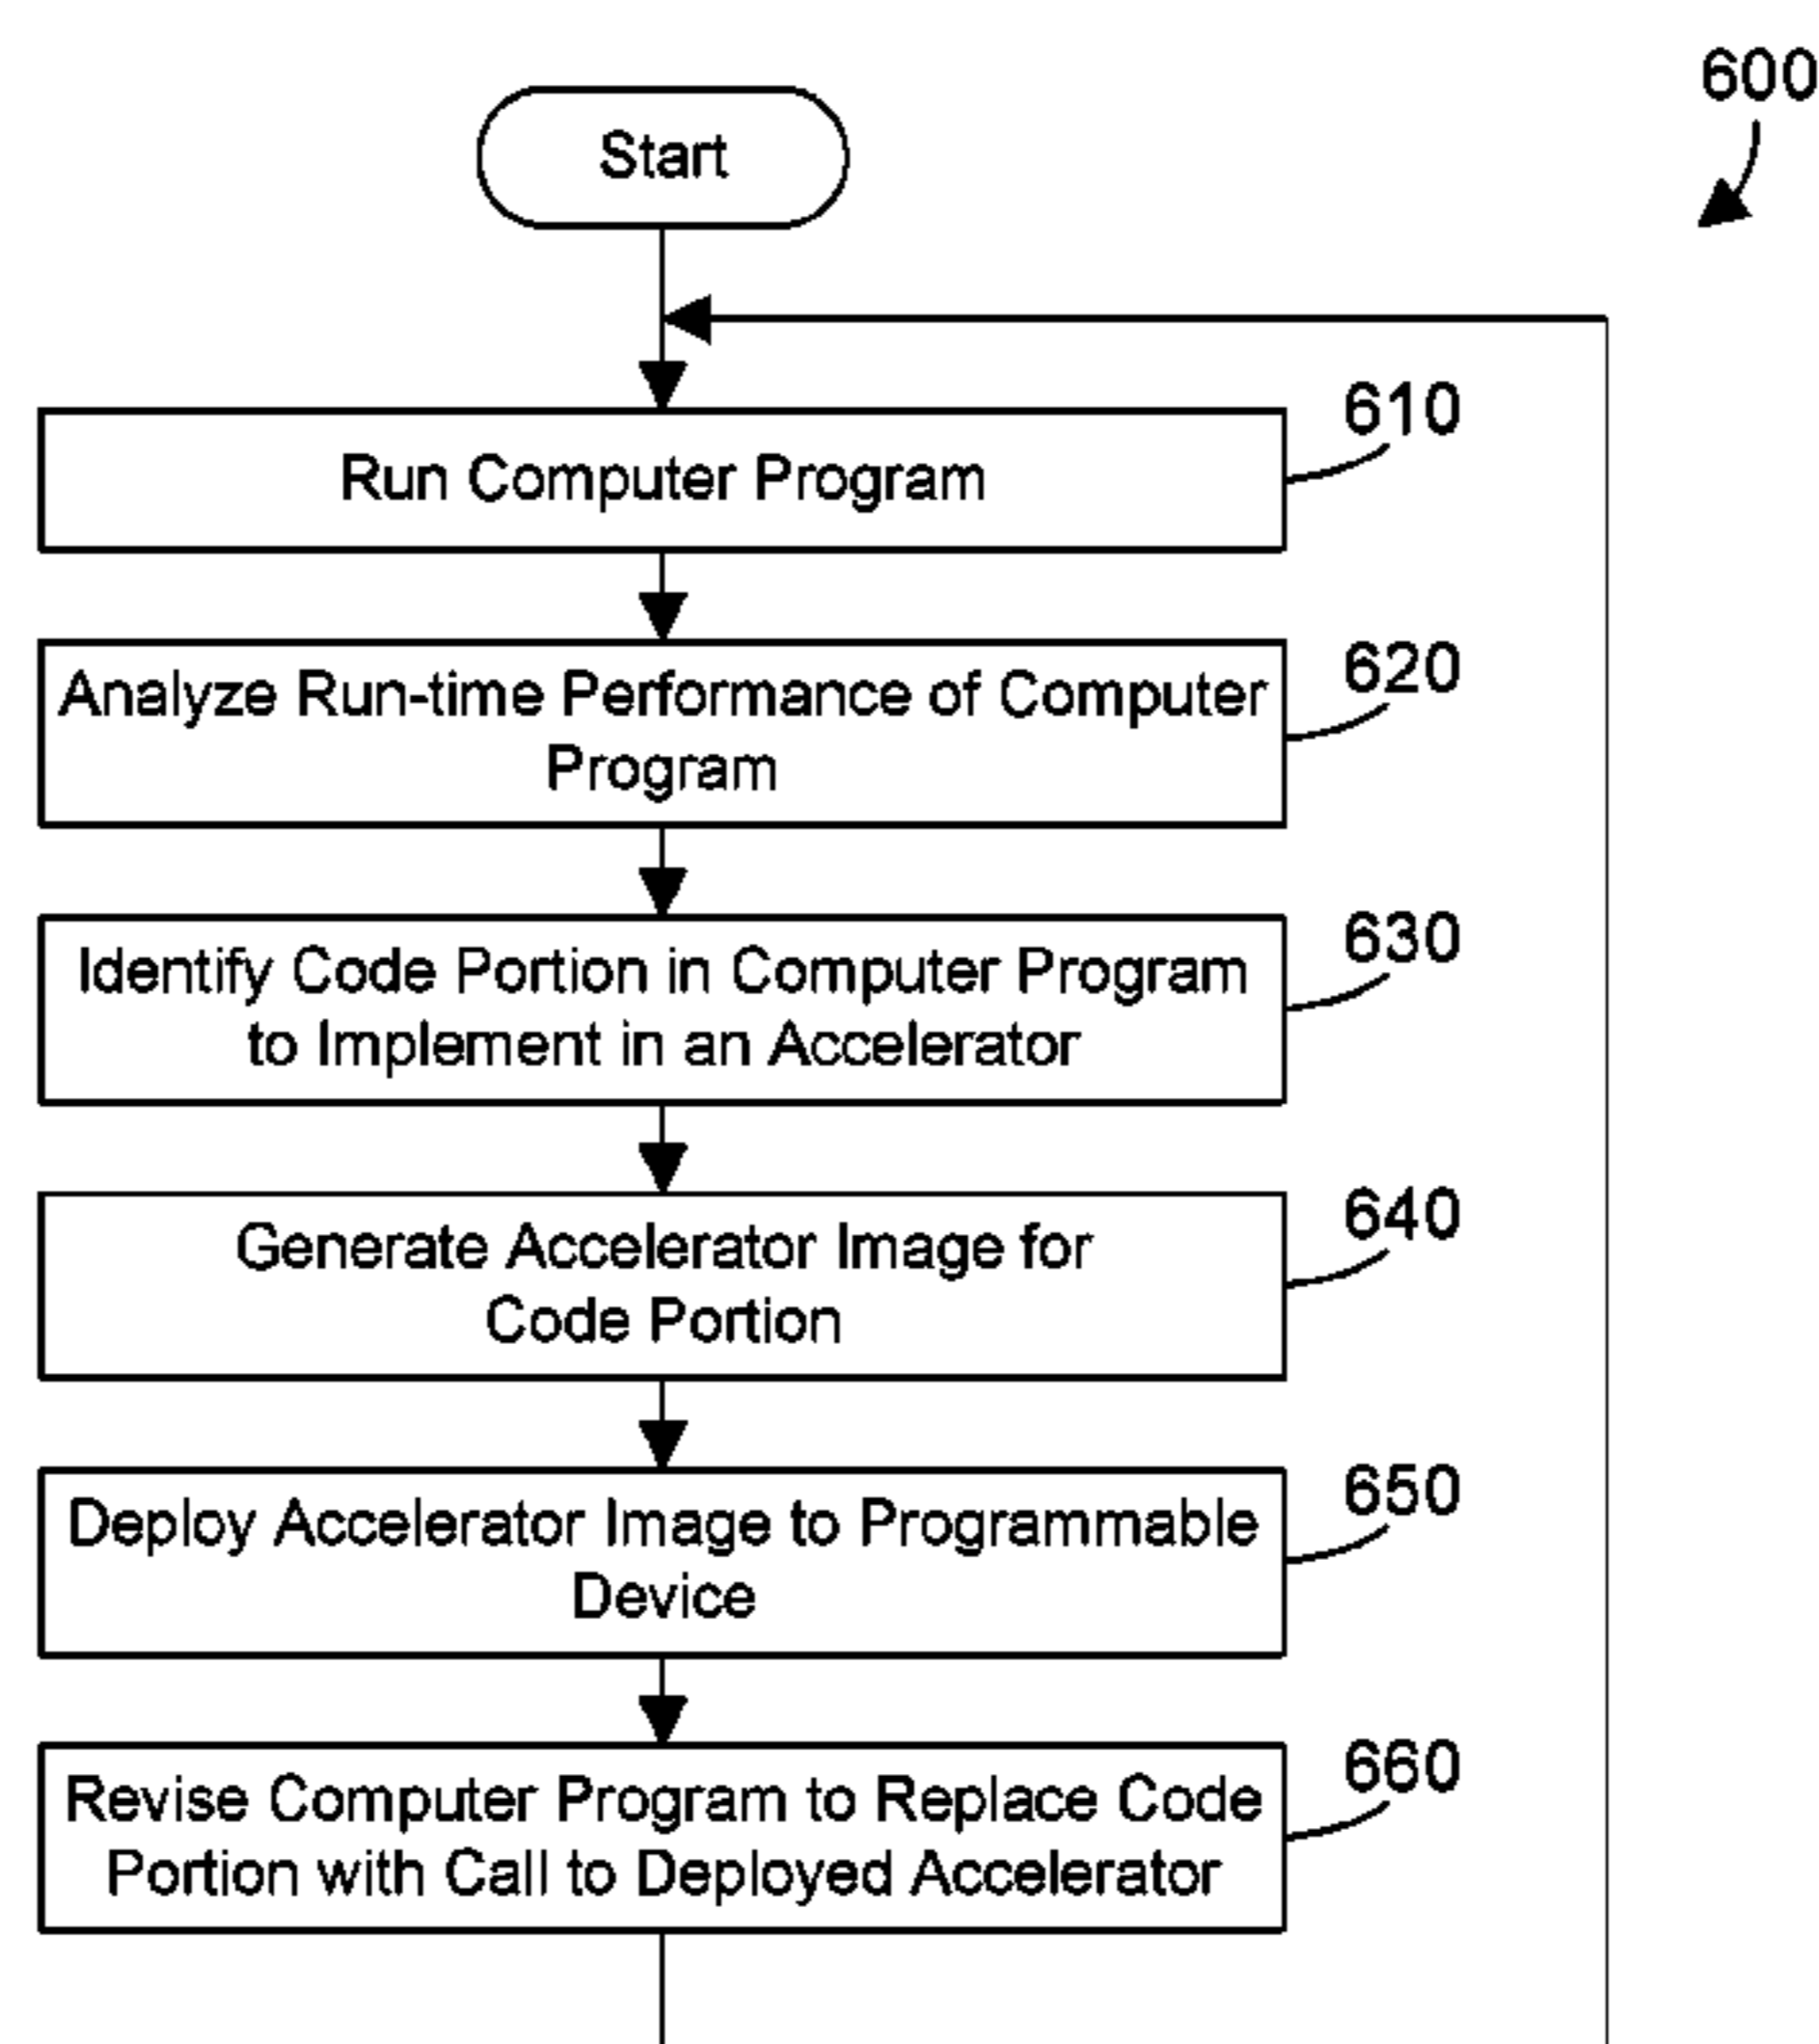 600
Start
610
Run Computer Program
620
Analyze Run-time Performance of Computer
Program
630
Identify Code Portion in Computer Program
to Implement in an Accelerator
640
Generate Accelerator Image for
Code Portion
650
Deploy Accelerator Image to Programmable
Device
660
Revise Computer Program to Replace Code
Portion with Call to Deployed Accelerator